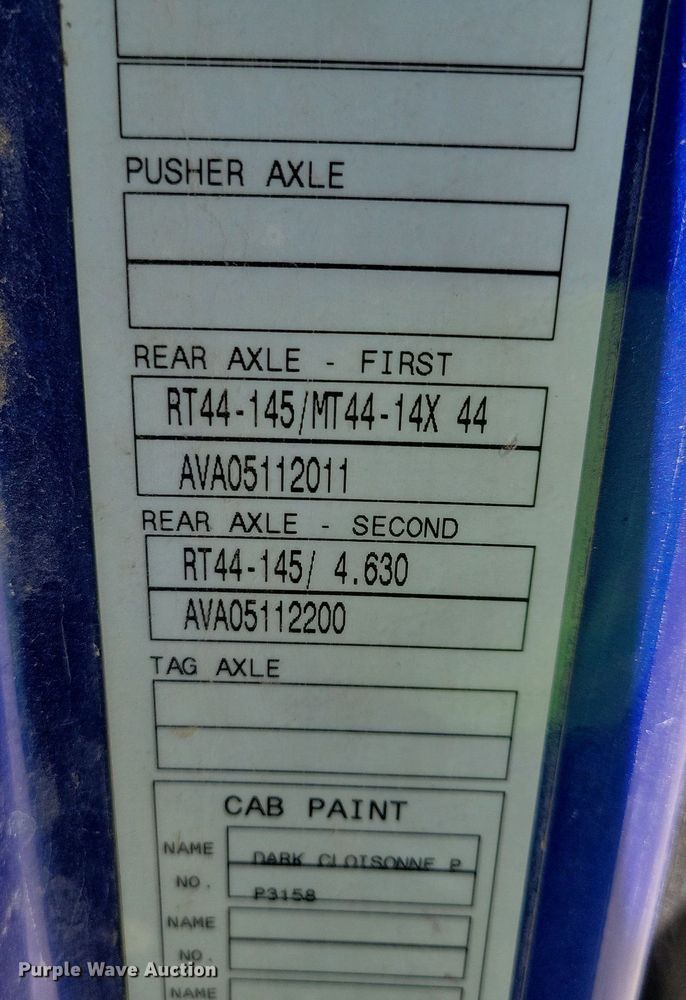 PUSHER AXLE
REAR AXLE - FIRST
RT44-145/MT44-14X 44
AVA05112011
REAR AXLE - SECOND
RT44-145/ 4.630
AVA05112200
TAG AXLE
CAB PAINT
NAME DARK CLOISONNE P
NO. P3158
NAME
NO.
NAME
Purple Wave Auction